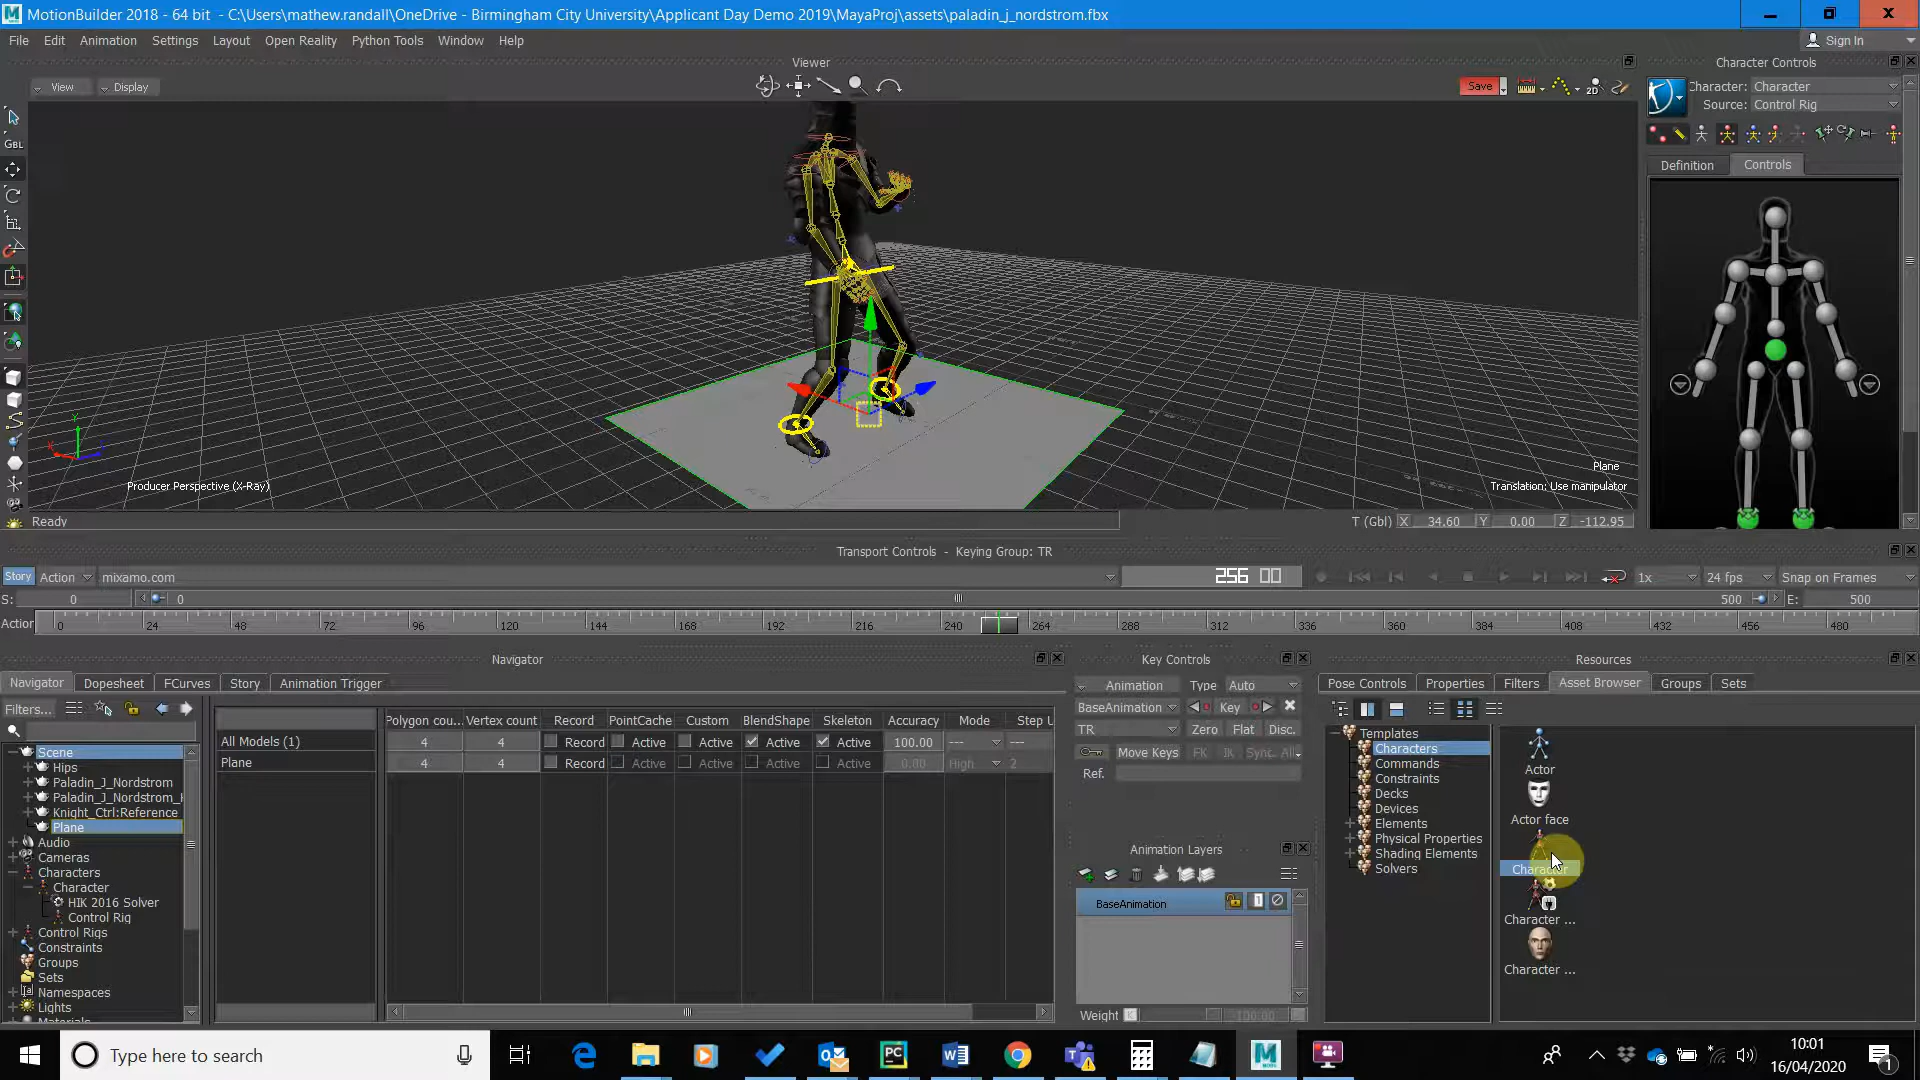 MotionBuilder 2018 - 64 bit - C:\Users\mathew.randall\OneDrive - Birmingham City University\Applicant Day Demo 2019\MayaProj\assets\paladin_j_nordstrom.fbx
File Edit Animation Settings Layout Open Reality Python Tools Window Help
Sign In
Viewer
Character Controls
View Display
Save
2D
Character: Character
Source: Control Rig
GBL
Definition Controls
Y
X
Producer Perspective (X-Ray)
Plane
Translation: Use manipulator
Ready
T (Gbl) X 34.60 Y 0.00 Z -112.95
Transport Controls - Keying Group: TR
Story Action mixamo.com 256 00 1x 24 fps Snap on Frames
S: 0 0 500 E: 500
Action 0 24 48 72 96 120 144 168 192 216 240 264 288 312 336 360 384 408 432 456 480
Navigator
Key Controls
Resources
Navigator Dopesheet FCurves Story Animation Trigger
Animation Type Auto
Pose Controls Properties Filters Asset Browser Groups Sets
Filters...
BaseAnimation Key
Polygon cou... Vertex count Record PointCache Custom BlendShape Skeleton Accuracy Mode Step U
TR Zero Flat Disc.
All Models (1) 4 4 Record Active Active Active Active 100.00 --- ---
Plane 4 4 Record Active Active Active Active 0.00 High 2
Move Keys FK IK Sync. All
Ref.
Scene
Hips
Paladin_J_Nordstrom
Paladin_J_Nordstrom_
Knight_Ctrl:Reference
Plane
Audio
Cameras
Characters
Character
HIK 2016 Solver
Control Rig
Control Rigs
Constraints
Groups
Sets
Namespaces
Lights
Materials
Animation Layers
BaseAnimation
Weight 100.00
Templates
Characters
Commands
Constraints
Decks
Devices
Elements
Physical Properties
Shading Elements
Solvers
Actor
Actor face
Character
Character ...
Character ...
Type here to search
10:01
16/04/2020
1